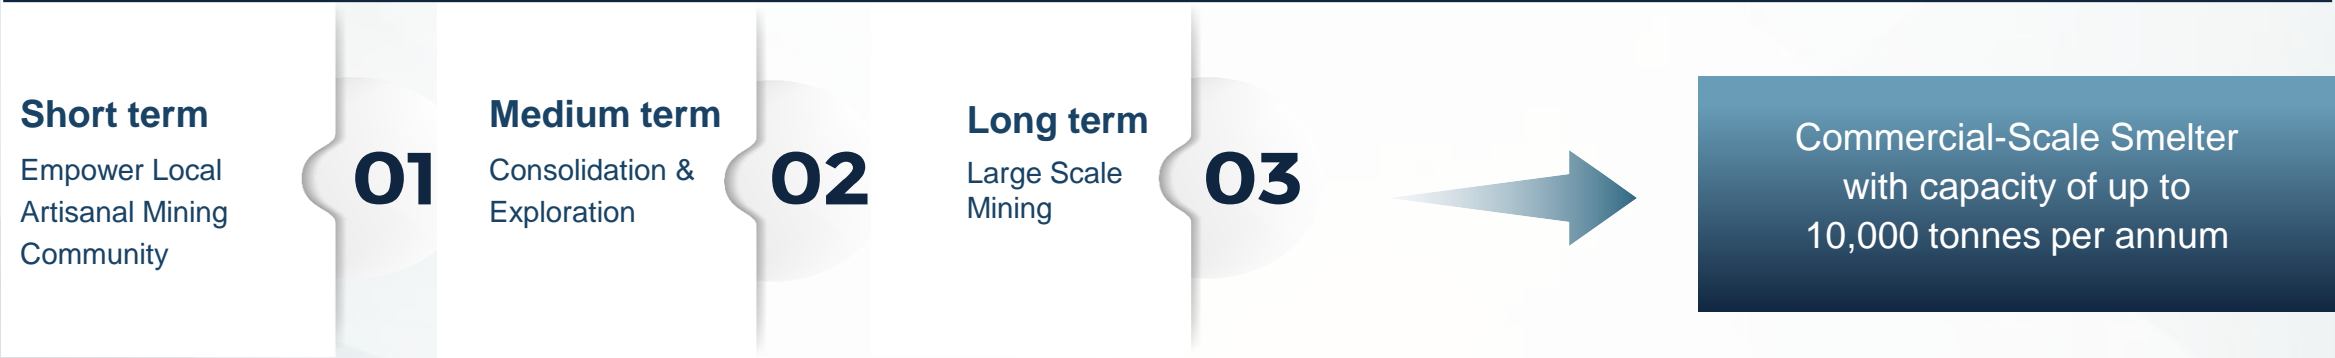 Short term
Empower Local
Artisanal Mining
Community
01
Medium term
Consolidation &
Exploration
02
Long term
Large Scale
Mining
03
Commercial-Scale Smelter
with capacity of up to
10,000 tonnes per annum